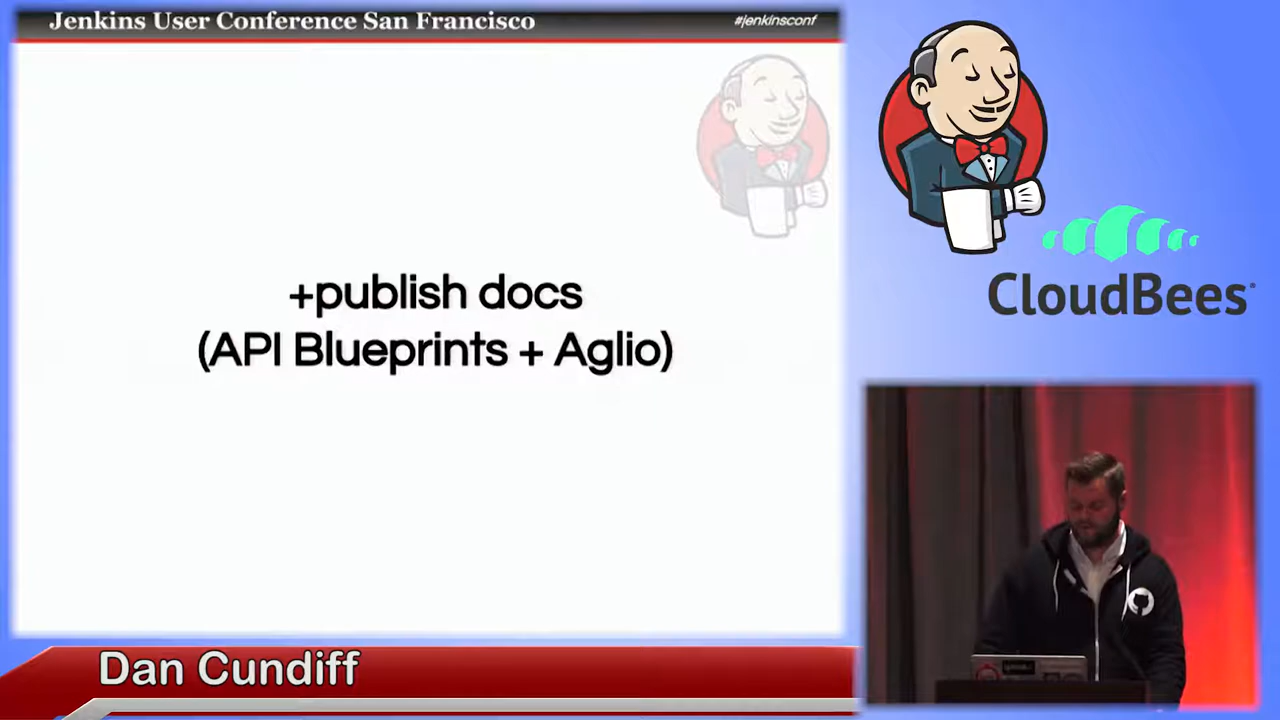 Jenkins User Conference San Francisco
#jenkinsconf
+publish docs
(API Blueprints + Aglio)
CloudBees
Dan Cundiff